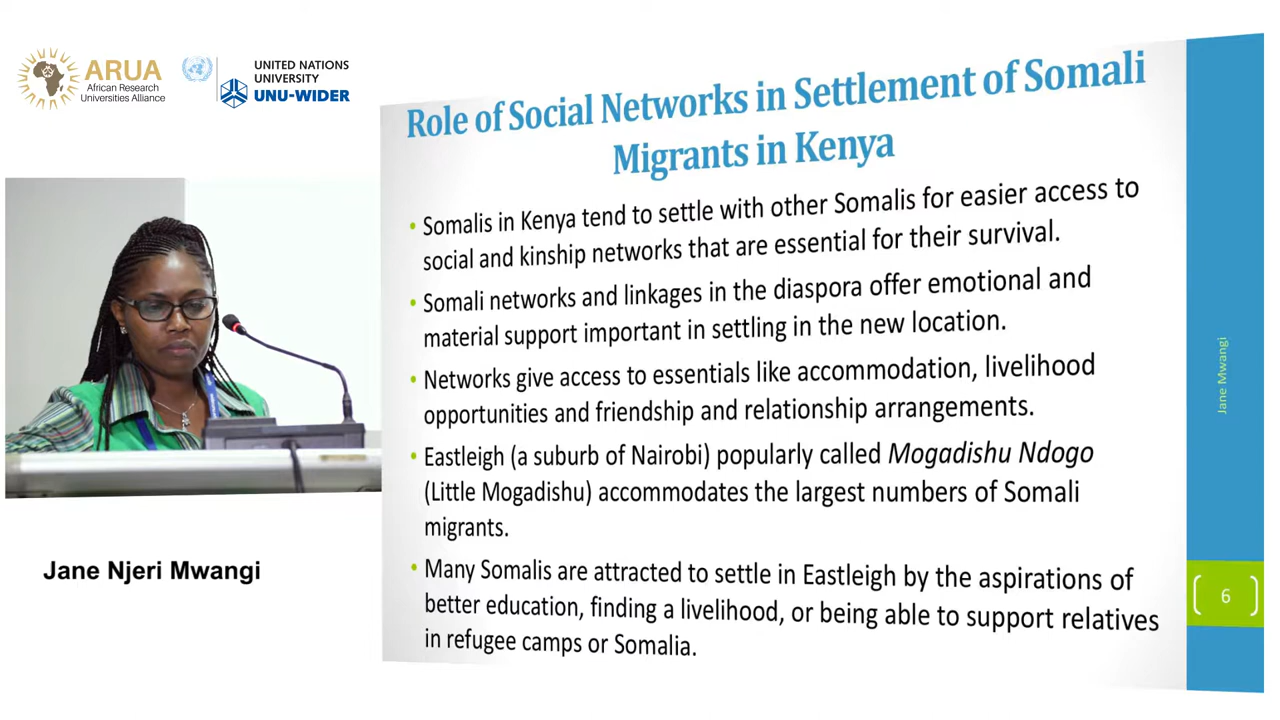 ARUA
African Research
Universities Alliance
UNITED NATIONS
UNIVERSITY
UNU-WIDER
Role of Social Networks in Settlement of Somali
Migrants in Kenya
• Somalis in Kenya tend to settle with other Somalis for easier access to
social and kinship networks that are essential for their survival.
• Somali networks and linkages in the diaspora offer emotional and
material support important in settling in the new location.
• Networks give access to essentials like accommodation, livelihood
opportunities and friendship and relationship arrangements.
• Eastleigh (a suburb of Nairobi) popularly called Mogadishu Ndogo
(Little Mogadishu) accommodates the largest numbers of Somali
migrants.
• Many Somalis are attracted to settle in Eastleigh by the aspirations of
better education, finding a livelihood, or being able to support relatives
in refugee camps or Somalia.
Jane Mwangi
6
Jane Njeri Mwangi